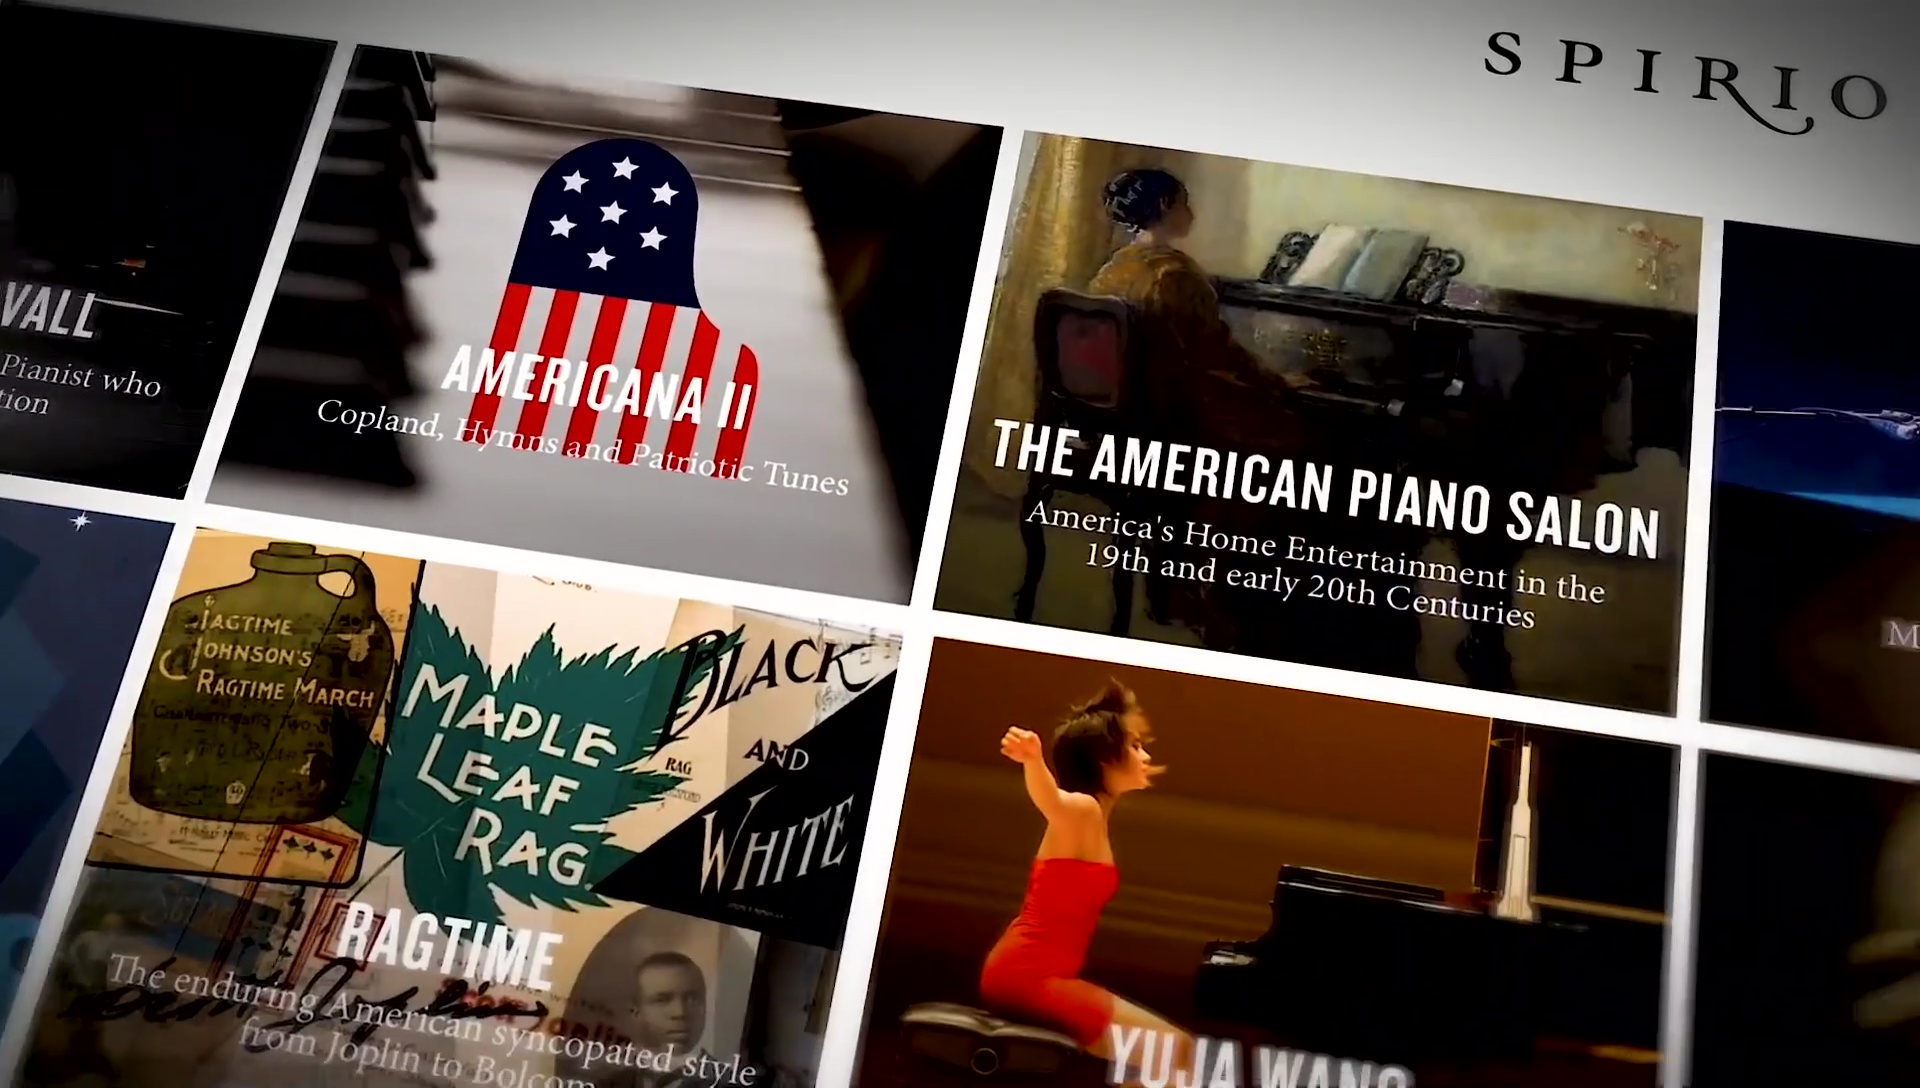 SPIRIO
VALL
Pianist who
tion
AMERICANA II
Copland, Hymns and Patriotic Tunes
THE AMERICAN PIANO SALON
America's Home Entertainment in the
19th and early 20th Centuries
M
JAGTIME
JOHNSON'S
RAGTIME MARCH
MAPLE
LEAF
RAG
BLACK
AND
WHITE
RAG
RAGTIME
The enduring American syncopated style
from Joplin to Bolcom
YUJA WANG